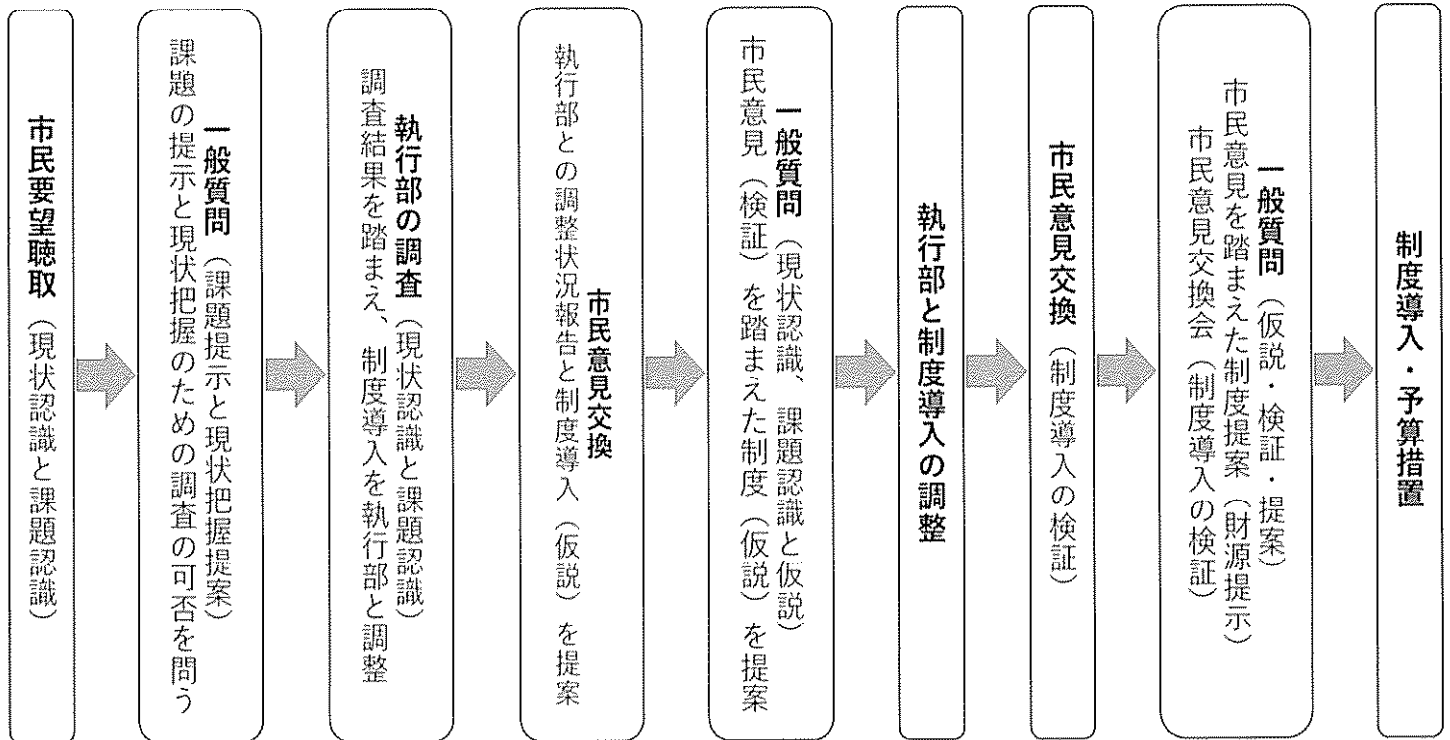 市民要望聴取（現状認識と課題認識）
一般質問（課題提示と現状把握提案）
課題の提示と現状把握のための調査の可否を問う
執行部の調査（現状認識と課題認識）
調査結果を踏まえ、制度導入を執行部と調整
市民意見交換
執行部との調整状況報告と制度導入（仮説）を提案
一般質問（現状認識、課題認識と仮説）
市民意見（検証）を踏まえた制度（仮説）を提案
執行部と制度導入の調整
市民意見交換（制度導入の検証）
一般質問（仮説・検証・提案）
市民意見を踏まえた制度提案（財源提示）
市民意見交換会（制度導入の検証）
制度導入・予算措置